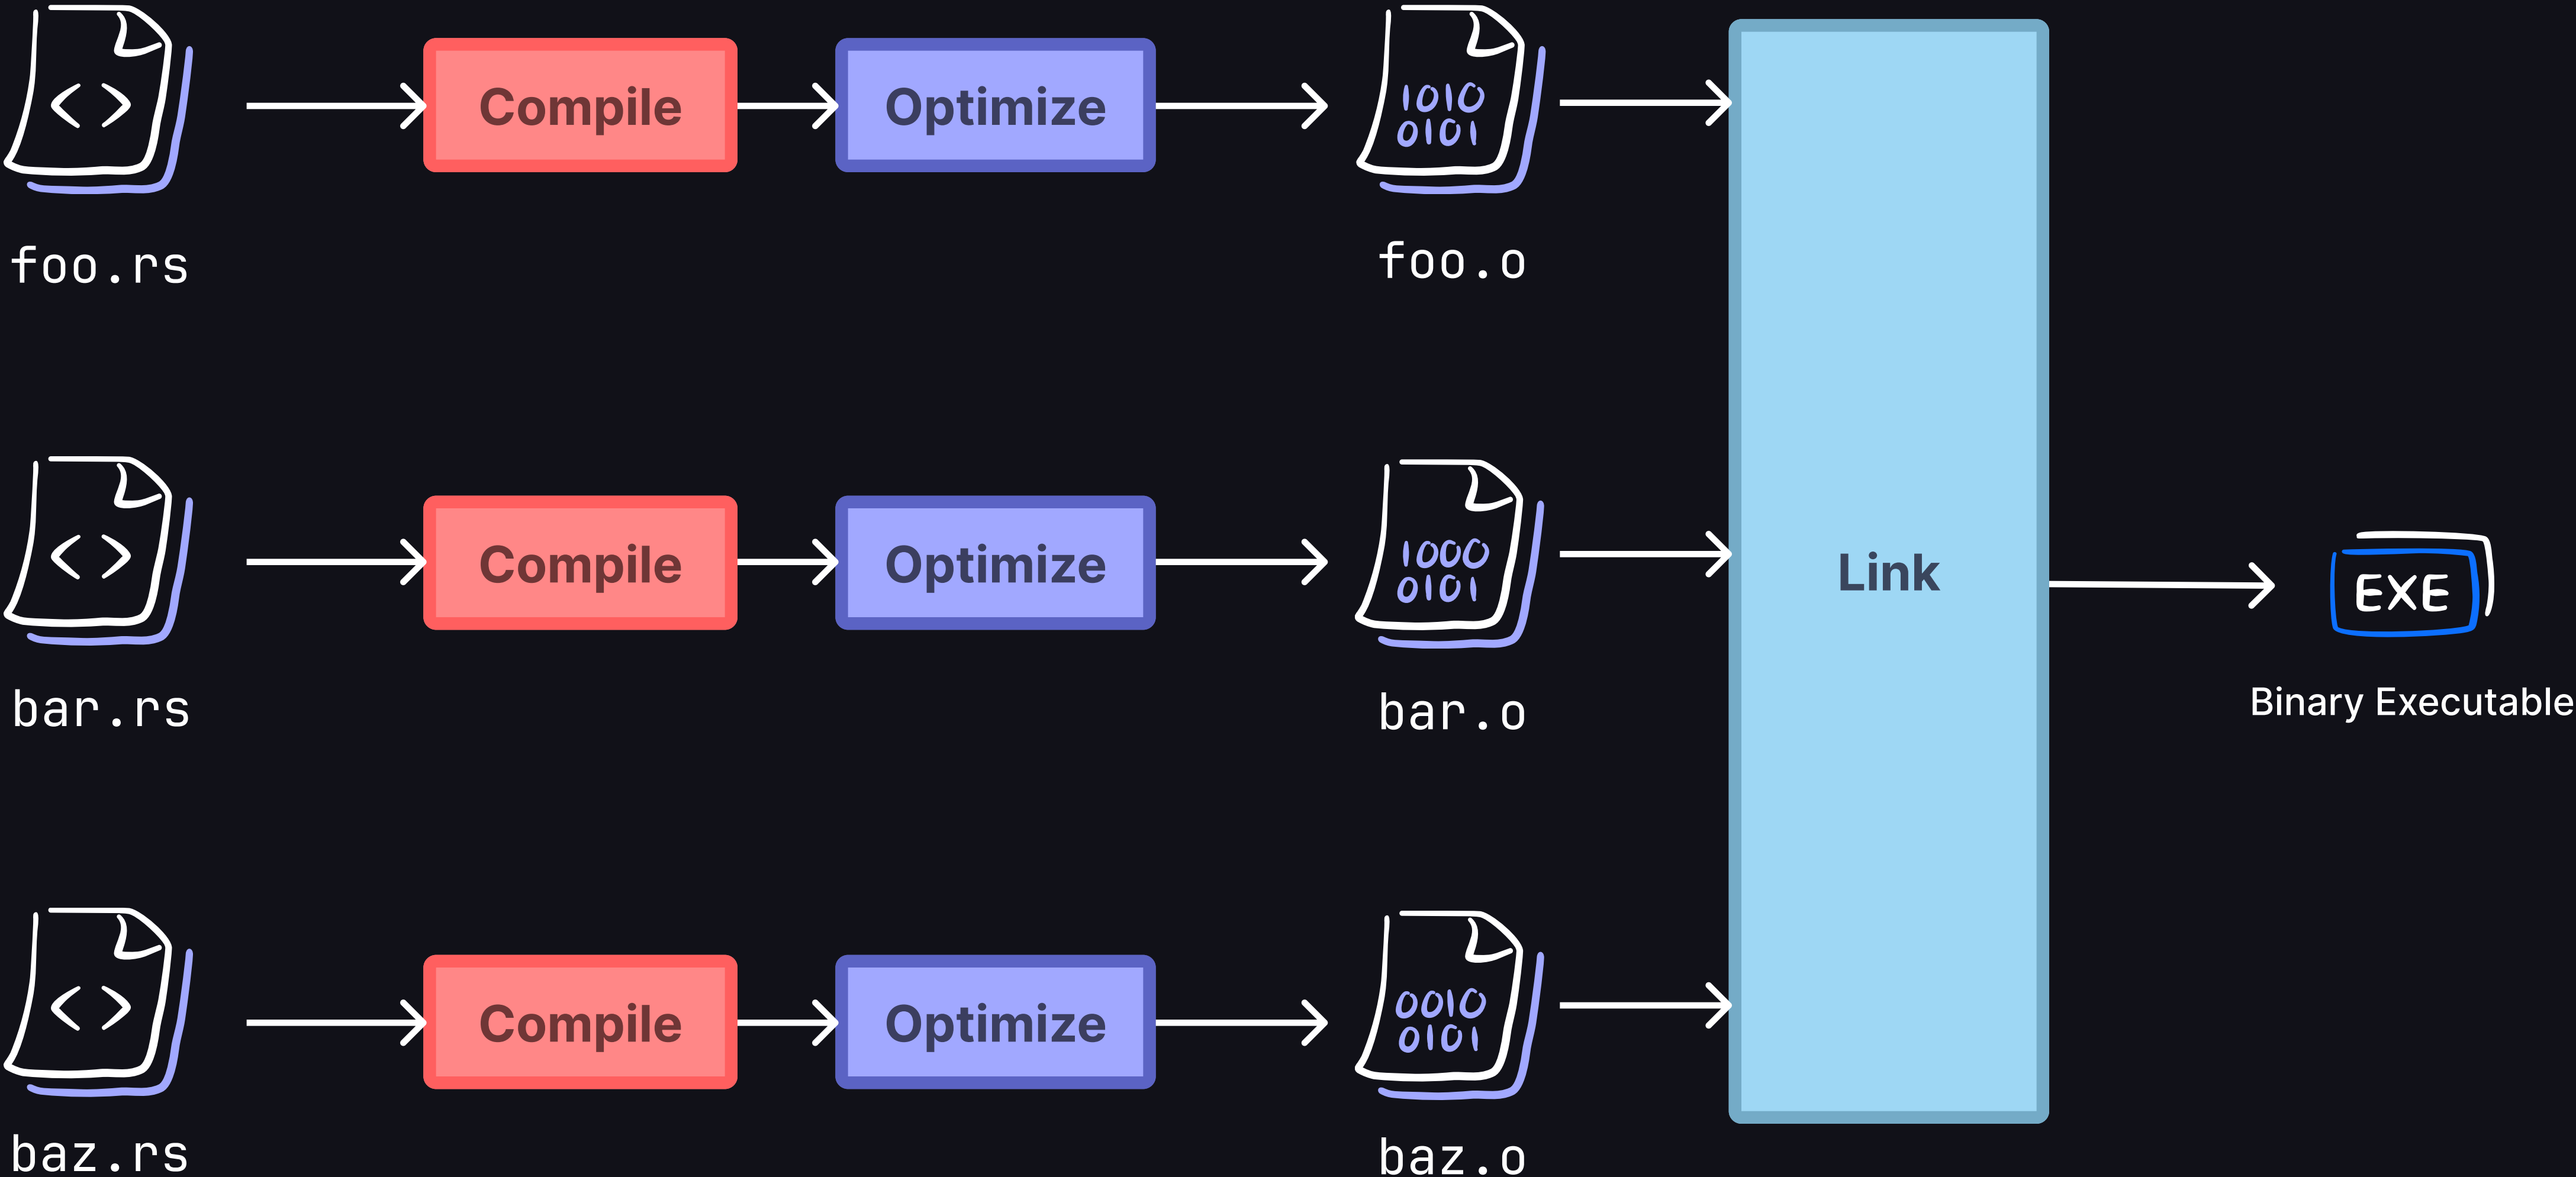 Compile
Optimize
1010
0101
foo.rs
foo.o
Compile
Optimize
1000
0101
Link
EXE
bar.rs
bar.o
Binary Executable
Compile
Optimize
0010
0101
baz.rs
baz.o